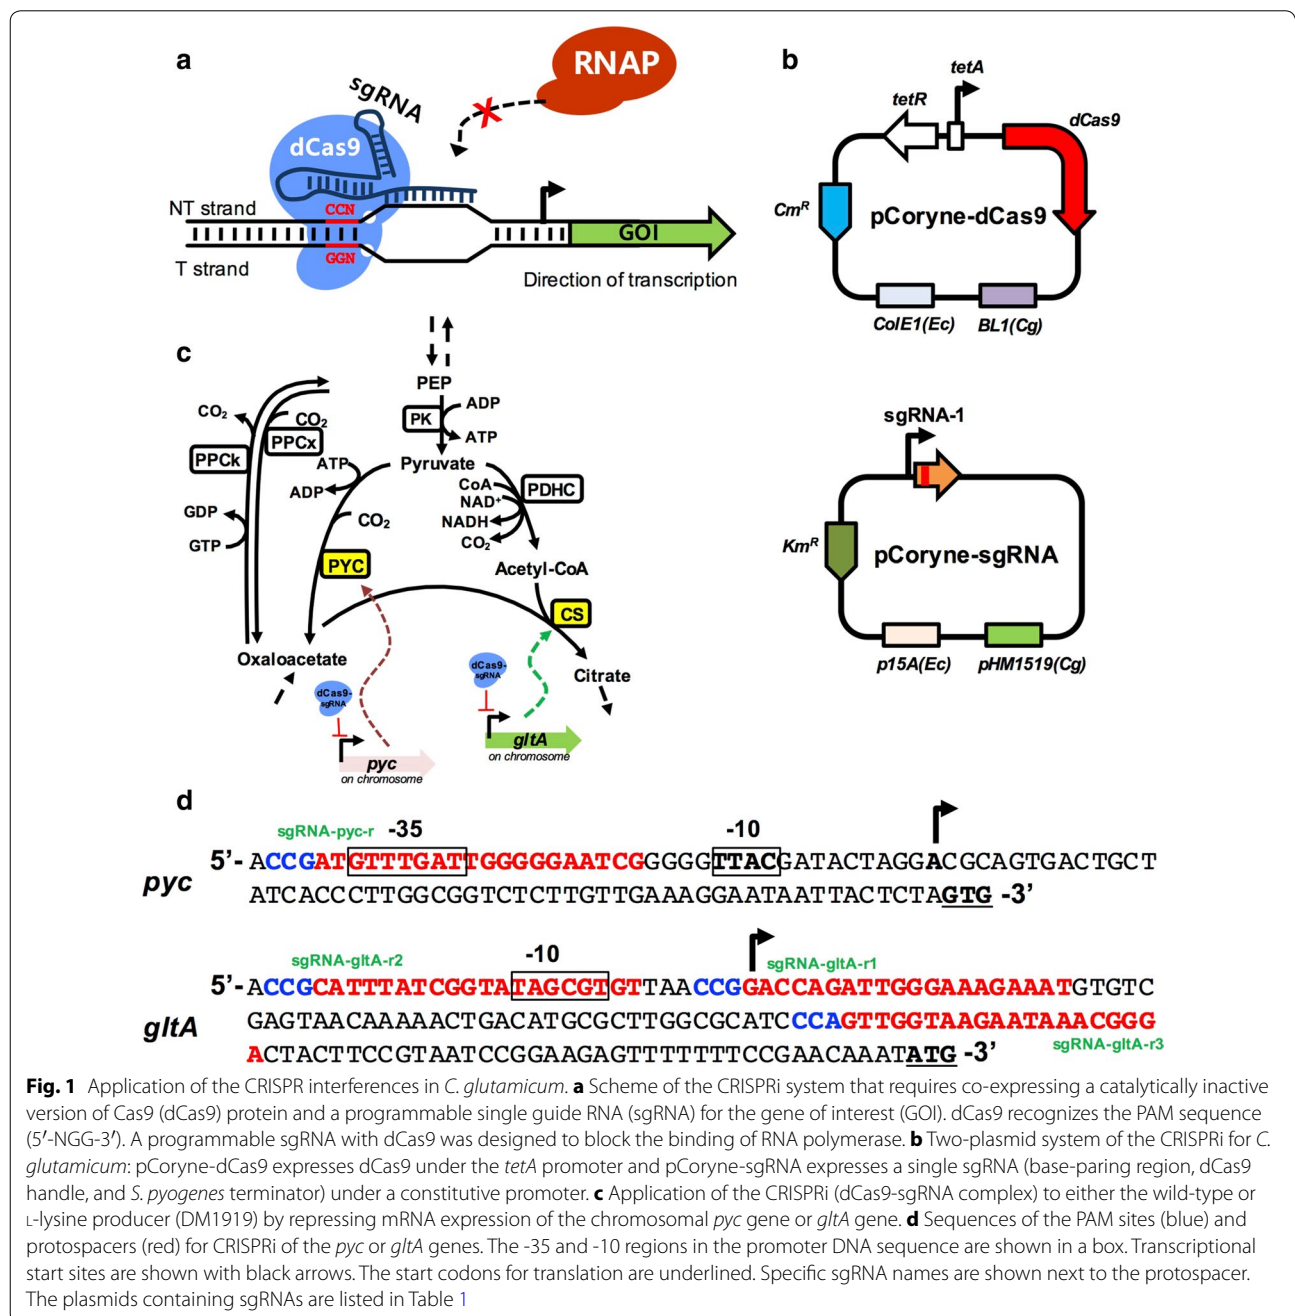 a
RNAP
sgRNA
dCas9
NT strand
CCN
GGN
T strand
GOI
Direction of transcription
b
tetA
tetR
dCas9
CmR
pCoryne-dCas9
ColE1(Ec)
BL1(Cg)
sgRNA-1
KmR
pCoryne-sgRNA
p15A(Ec)
pHM1519(Cg)
c
PEP
PK
ADP
ATP
CO2
CO2
PPCk
PPCx
GDP
GTP
Pyruvate
ATP
ADP
CO2
PYC
CoA
NAD+
NADH
CO2
PDHC
Acetyl-CoA
CS
Oxaloacetate
Citrate
dCas9-
sgRNA
dCas9-
sgRNA
pyc
on chromosome
gltA
on chromosome
d
sgRNA-pyc-r
-35
-10
5’- ACCGATGTTTGATTGGGGGAATCGGGGGTTACGATACTAGGACGCAGTGACTGCT
pyc
ATCACCCTTGGCGGTCTCTTGTTGAAAGGAATAATTACTCTAGTG -3’
sgRNA-gltA-r2
-10
sgRNA-gltA-r1
5’- ACCGCATTTATCGGTATAGCGTGTTTAACCGGACCAGATTGGGAAAGAAATGTGTC
gltA
GAGTAACAAAAACTGACATGCGCTTGGCGCATCCCAGTTGGTAAGAATAAACGGG
ACTACTTCCGTAATCCGGAAGAGTTTTTTTCCGAACAAATATG -3’
sgRNA-gltA-r3
Fig. 1 Application of the CRISPR interferences in C. glutamicum. a Scheme of the CRISPRi system that requires co-expressing a catalytically inactive
version of Cas9 (dCas9) protein and a programmable single guide RNA (sgRNA) for the gene of interest (GOI). dCas9 recognizes the PAM sequence
(5′-NGG-3′). A programmable sgRNA with dCas9 was designed to block the binding of RNA polymerase. b Two-plasmid system of the CRISPRi for C.
glutamicum: pCoryne-dCas9 expresses dCas9 under the tetA promoter and pCoryne-sgRNA expresses a single sgRNA (base-paring region, dCas9
handle, and S. pyogenes terminator) under a constitutive promoter. c Application of the CRISPRi (dCas9-sgRNA complex) to either the wild-type or
L-lysine producer (DM1919) by repressing mRNA expression of the chromosomal pyc gene or gltA gene. d Sequences of the PAM sites (blue) and
protospacers (red) for CRISPRi of the pyc or gltA genes. The -35 and -10 regions in the promoter DNA sequence are shown in a box. Transcriptional
start sites are shown with black arrows. The start codons for translation are underlined. Specific sgRNA names are shown next to the protospacer.
The plasmids containing sgRNAs are listed in Table 1